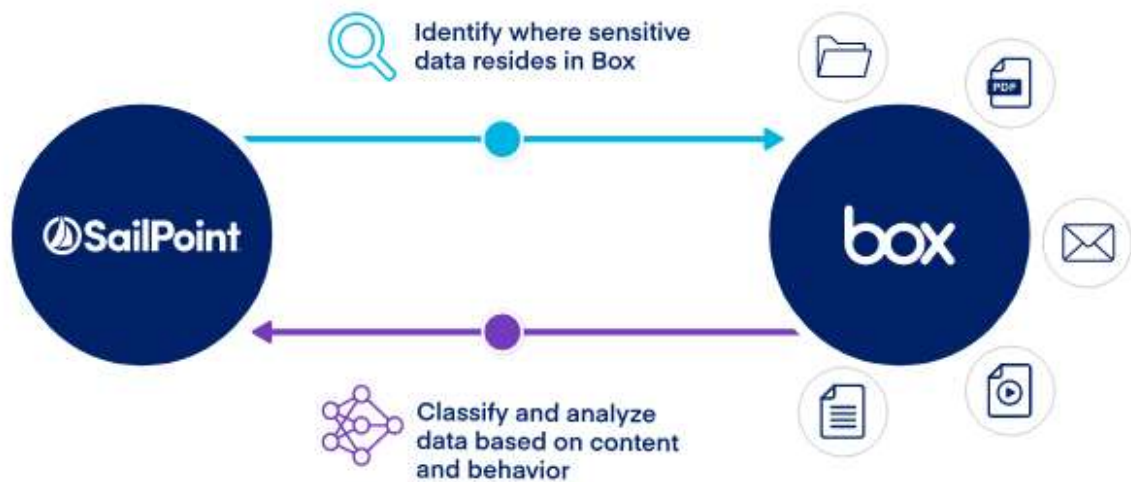 Identify where sensitive
data resides in Box
PDF
SailPoint
box
Classify and analyze
data based on content
and behavior